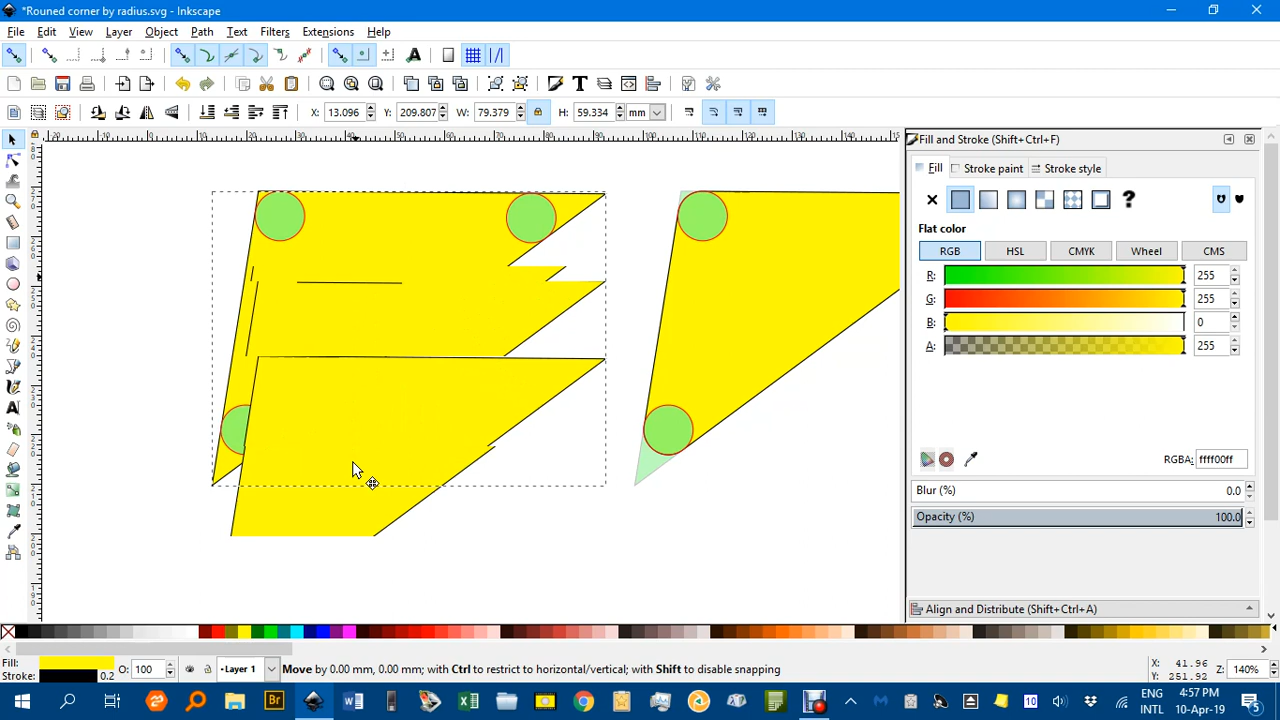 *Rouned corner by radius.svg - Inkscape
File Edit View Layer Object Path Text Filters Extensions Help
X: 13.096 Y: 209.807 W: 79.379 H: 59.334 mm
Fill and Stroke (Shift+Ctrl+F)
Fill Stroke paint Stroke style
Flat color
RGB HSL CMYK Wheel CMS
R: 255
G: 255
B: 0
A: 255
RGBA: ffff00ff
Blur (%) 0.0
Opacity (%) 100.0
Align and Distribute (Shift+Ctrl+A)
Fill: O: 100 Layer 1 Move by 0.00 mm, 0.00 mm; with Ctrl to restrict to horizontal/vertical; with Shift to disable snapping X: 41.96 Z: 140%
Stroke: 0.2 Y: 251.92
ENG 4:57 PM
INTL 10-Apr-19